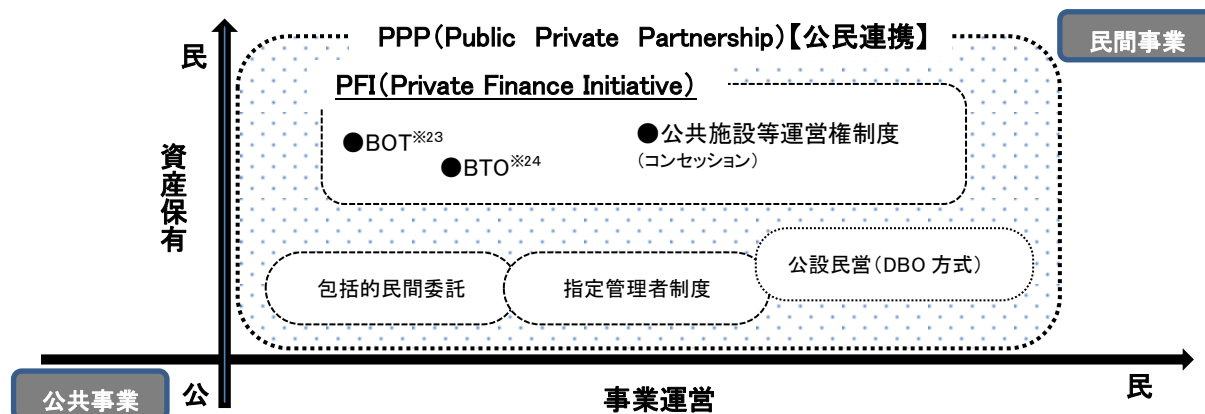 PPP(Public Private Partnership)【公民連携】
民間事業
民
PFI(Private Finance Initiative)
●BOT※23
●公共施設等運営権制度
(コンセッション)
●BTO※24
資産保有
公設民営(DBO 方式)
包括的民間委託
指定管理者制度
公共事業
公
事業運営
民